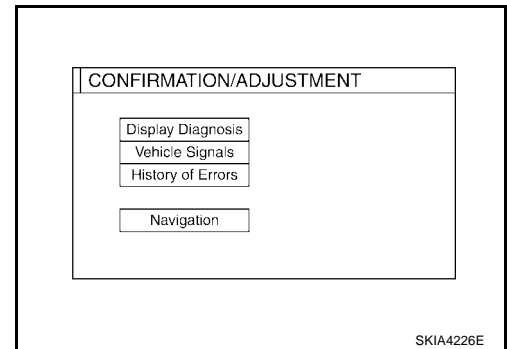 CONFIRMATION/ADJUSTMENT
Display Diagnosis
Vehicle Signals
History of Errors
Navigation
SKIA4226E